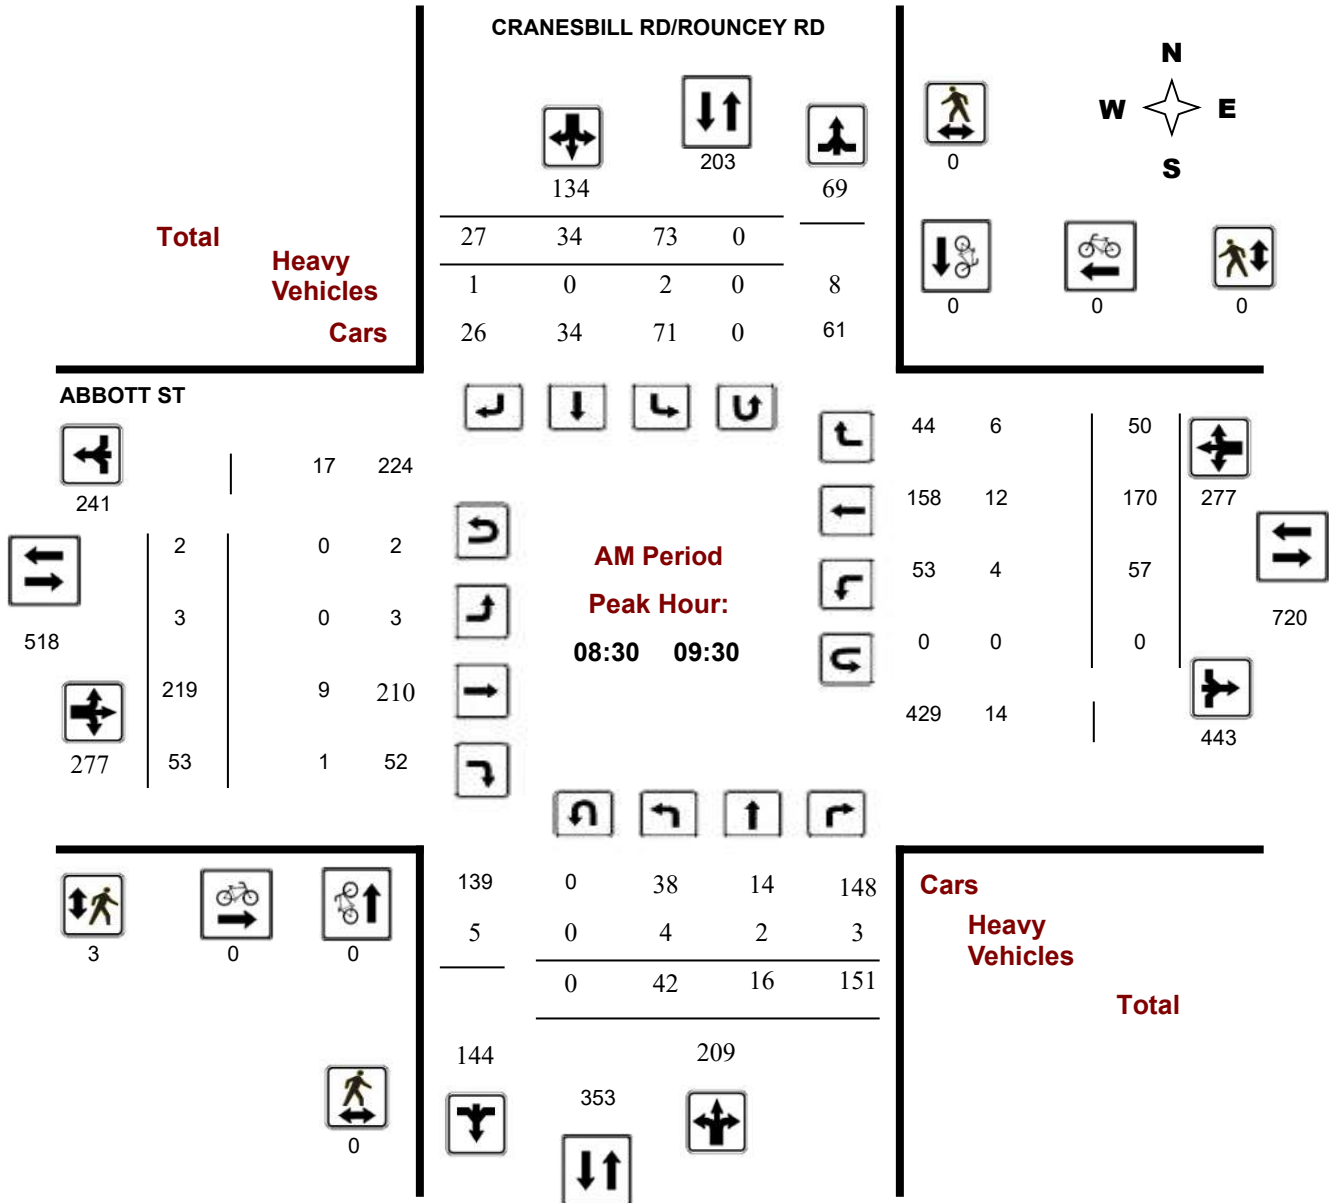 CRANESBILL RD/ROUNCEY RD
N
W E
S
203
0
134
69
Total
27 34 73 0
Heavy
Vehicles
1 0 2 0 8
Cars
26 34 71 0 61
0 0 0
ABBOTT ST
44 6 50
17 224
241
158 12 170 277
2 0 2
AM Period
53 4 57
3 0 3
Peak Hour:
720
518
08:30 09:30
0 0 0
219 9 210
429 14
443
277 53 1 52
139 0 38 14 148
Cars
5 0 4 2 3
Heavy
Vehicles
3 0 0
0 42 16 151
Total
144 209
353
0